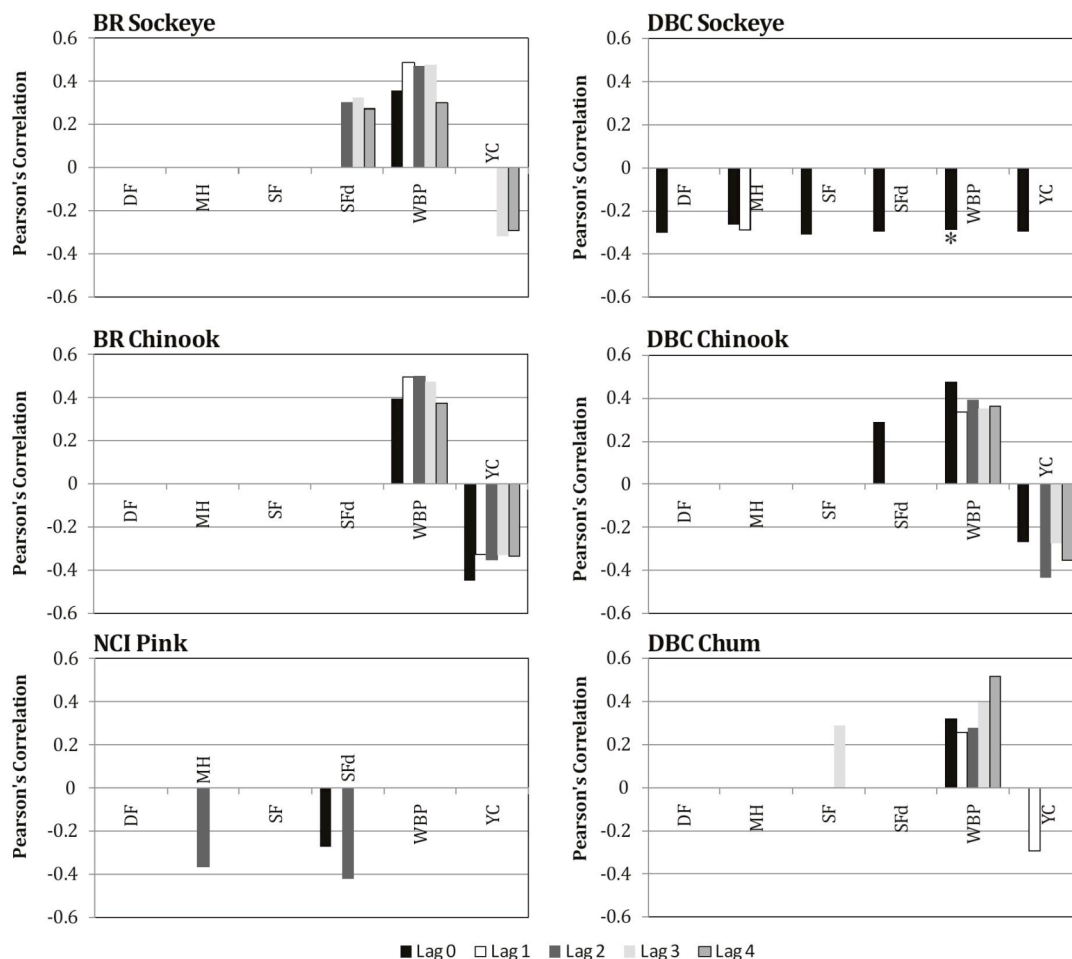 BR Sockeye
Pearson's Correlation
0.6
0.4
0.2
0
-0.2
-0.4
-0.6
DF
MH
SF
SFd
WBP
YC
DBC Sockeye
Pearson's Correlation
0.6
0.4
0.2
0
-0.2
-0.4
-0.6
DF
MH
SF
SFd
WBP
YC
*
BR Chinook
Pearson's Correlation
0.6
0.4
0.2
0
-0.2
-0.4
-0.6
DF
MH
SF
SFd
WBP
YC
DBC Chinook
Pearson's Correlation
0.6
0.4
0.2
0
-0.2
-0.4
-0.6
DF
MH
SF
SFd
WBP
YC
NCI Pink
Pearson's Correlation
0.6
0.4
0.2
0
-0.2
-0.4
-0.6
DF
MH
SF
SFd
WBP
YC
DBC Chum
Pearson's Correlation
0.6
0.4
0.2
0
-0.2
-0.4
-0.6
DF
MH
SF
SFd
WBP
YC
Lag 0 Lag 1 Lag 2 Lag 3 Lag 4